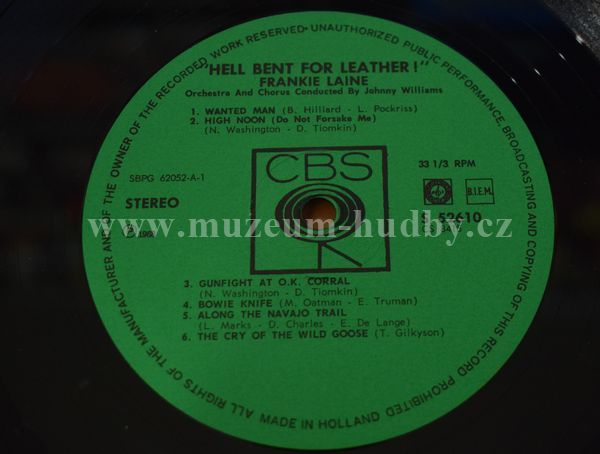 ALL RIGHTS OF THE MANUFACTURER AND OF THE OWNER OF THE RECORDED WORK RESERVED • UNAUTHORIZED PUBLIC PERFORMANCE, BROADCASTING AND COPYING OF THIS RECORD PROHIBITED
MADE IN HOLLAND
"HELL BENT FOR LEATHER!"
FRANKIE LAINE
Orchestra And Chorus Conducted By Johnny Williams
1. WANTED MAN (B. Hilliard - L. Pockriss)
2. HIGH NOON (Do Not Forsake Me)
(N. Washington - D. Tiomkin)
CBS
SBPG 62052-A-1
33 1/3 RPM
STEREO
B.I.E.M.
www.muzeum-hudby.cz
S 52610
3. GUNFIGHT AT O.K. CORRAL
(N. Washington - D. Tiomkin)
4. BOWIE KNIFE (M. Oatman - E. Truman)
5. ALONG THE NAVAJO TRAIL
(L. Marks - D. Charles - E. De Lange)
6. THE CRY OF THE WILD GOOSE (T. Gilkyson)